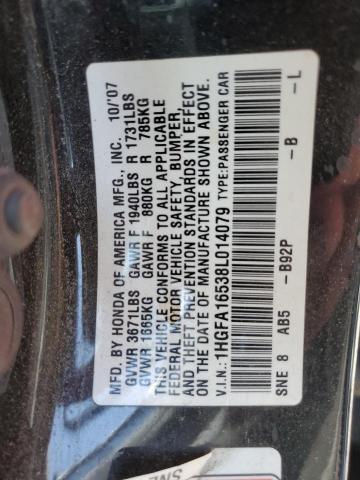 MFD. BY HONDA OF AMERICA MFG., INC. 10/'07
GVWR 3671LBS GAWR F 1940LBS R 1731LBS
GVWR 1665KG GAWR F 880KG R 785KG
THIS VEHICLE CONFORMS TO ALL APPLICABLE
FEDERAL MOTOR VEHICLE SAFETY, BUMPER,
AND THEFT PREVENTION STANDARDS IN EFFECT
ON THE DATE OF MANUFACTURE SHOWN ABOVE.
V.I.N.: 1HGFA16538L014079 TYPE:PASSENGER CAR
SNE 8 AB5 -B92P -B -L
SNE